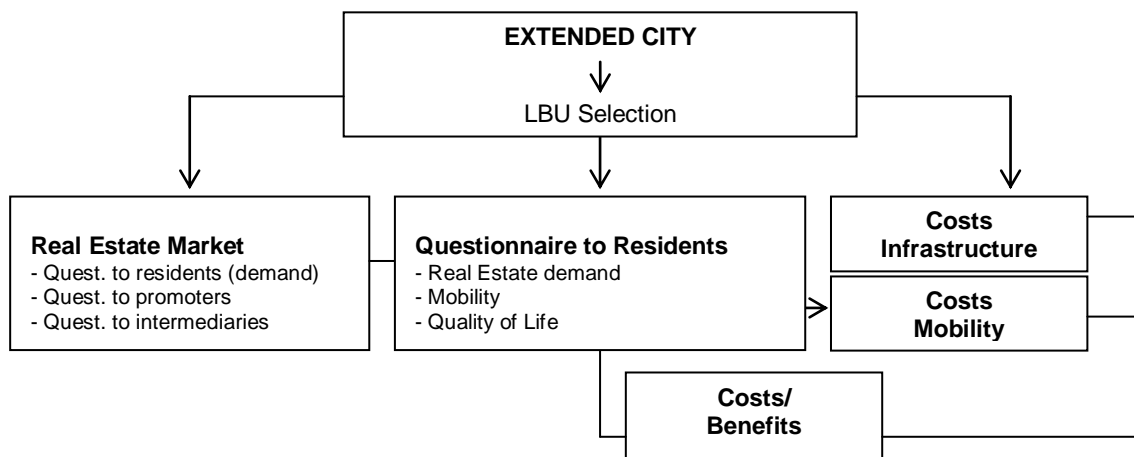 EXTENDED CITY
LBU Selection
Real Estate Market
- Quest. to residents (demand)
- Quest. to promoters
- Quest. to intermediaries
Questionnaire to Residents
- Real Estate demand
- Mobility
- Quality of Life
Costs
Infrastructure
Costs
Mobility
Costs/
Benefits